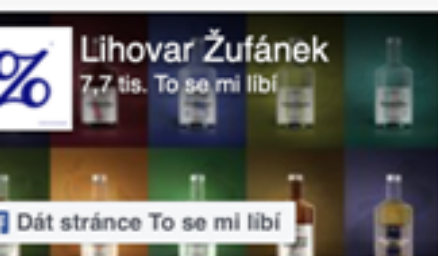 Lihovar Žufánek
7,7 tis. To se mi líbí
Dát stránce To se mi líbí